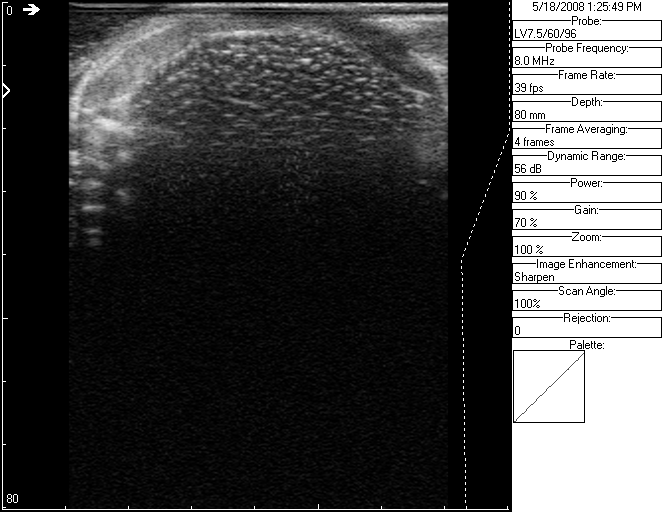 0
80
5/18/2008 1:25:49 PM
Probe:
LV7.5/60/96
Probe Frequency:
8.0 MHz
Frame Rate:
39 fps
Depth:
80 mm
Frame Averaging:
4 frames
Dynamic Range:
56 dB
Power:
90 %
Gain:
70 %
Zoom:
100 %
Image Enhancement:
Sharpen
Scan Angle:
100%
Rejection:
0
Palette: